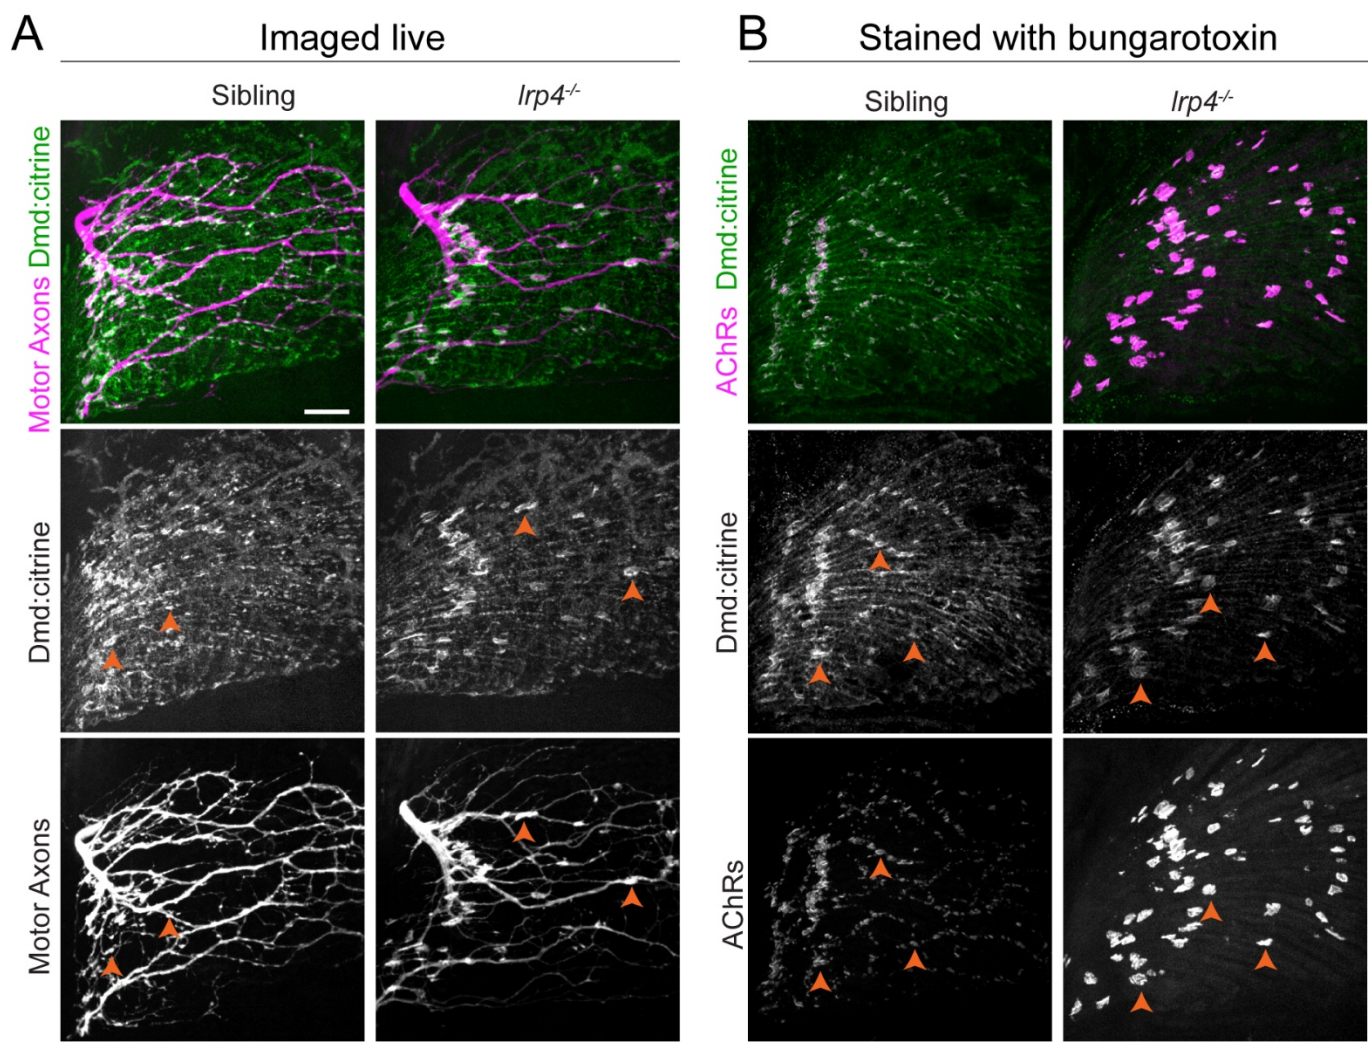 A
Imaged live
B
Stained with bungarotoxin
Sibling
lrp4-/-
Sibling
lrp4-/-
Motor Axons Dmd:citrine
AChRs Dmd:citrine
Dmd:citrine
Dmd:citrine
Motor Axons
AChRs